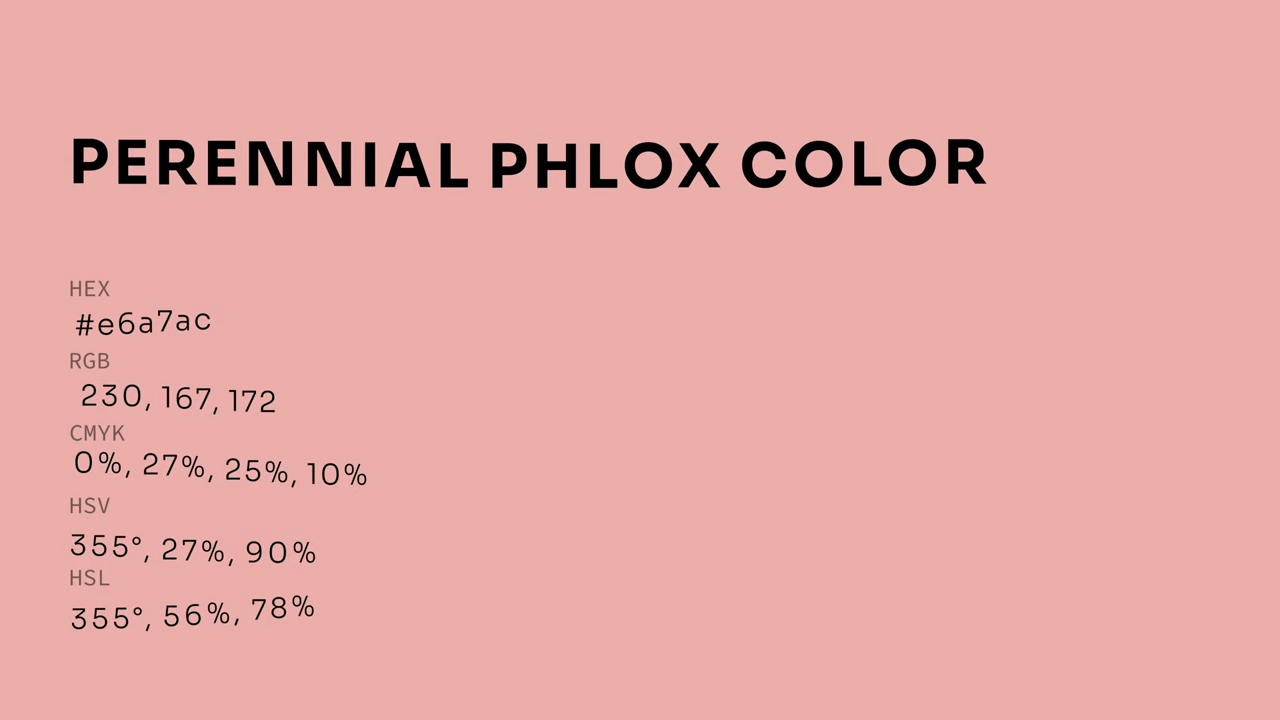 PERENNIAL PHLOX COLOR
HEX
#e6a7ac
RGB
230, 167, 172
CMYK
0%, 27%, 25%, 10%
HSV
355°, 27%, 90%
HSL
355°, 56%, 78%